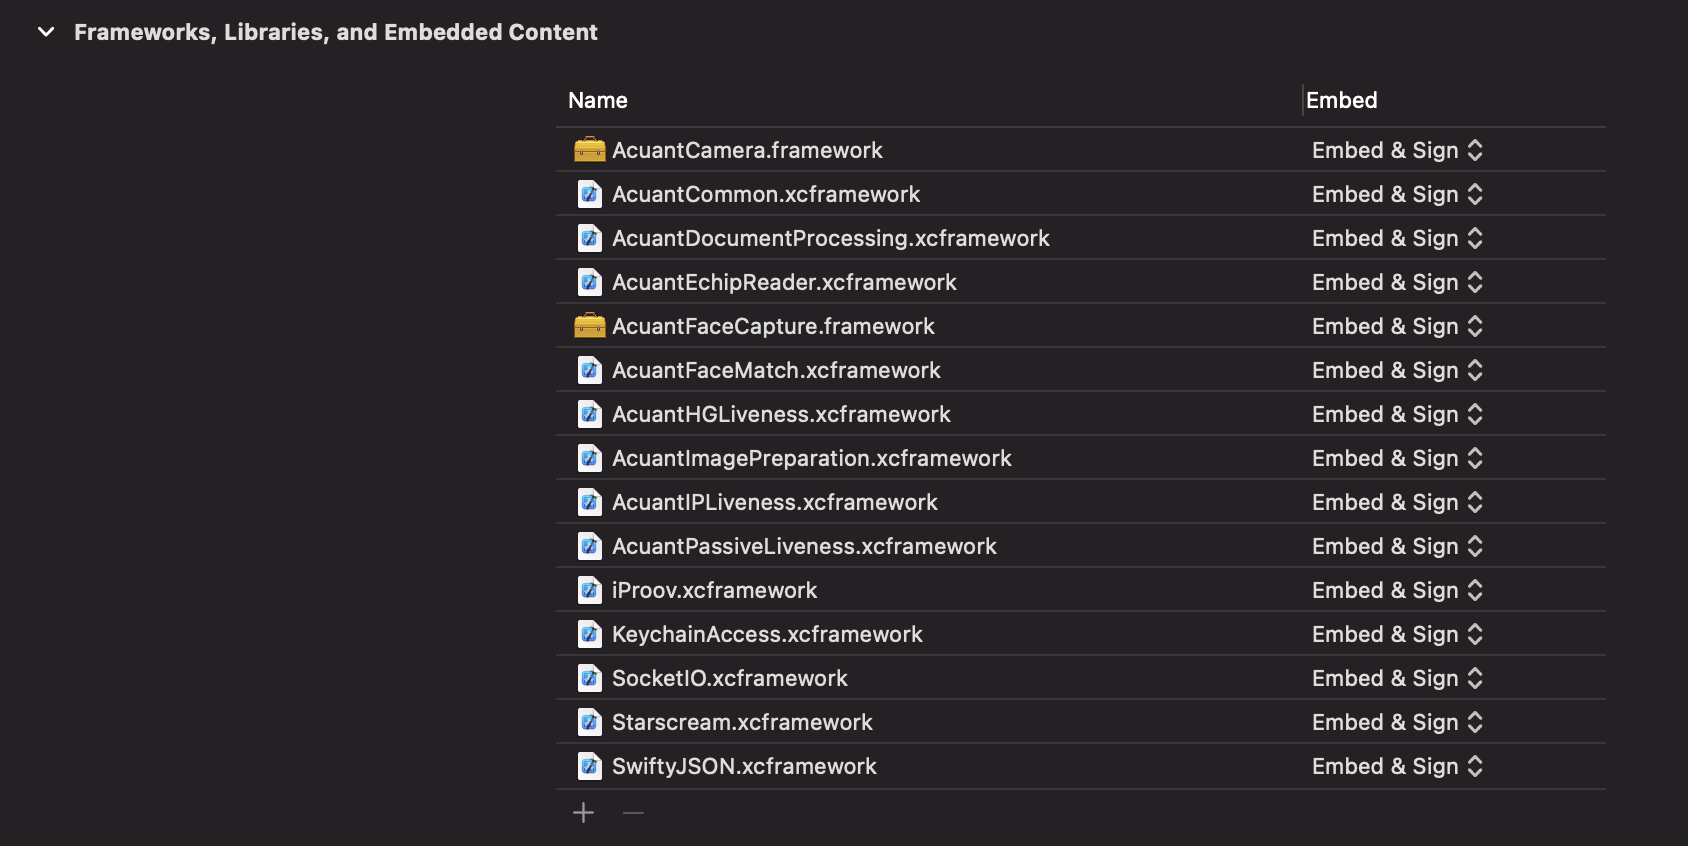 Frameworks, Libraries, and Embedded Content
Name Embed
AcuantCamera.framework Embed & Sign
AcuantCommon.xcframework Embed & Sign
AcuantDocumentProcessing.xcframework Embed & Sign
AcuantEchipReader.xcframework Embed & Sign
AcuantFaceCapture.framework Embed & Sign
AcuantFaceMatch.xcframework Embed & Sign
AcuantHGLiveness.xcframework Embed & Sign
AcuantImagePreparation.xcframework Embed & Sign
AcuantIPLiveness.xcframework Embed & Sign
AcuantPassiveLiveness.xcframework Embed & Sign
iProov.xcframework Embed & Sign
KeychainAccess.xcframework Embed & Sign
SocketIO.xcframework Embed & Sign
Starscream.xcframework Embed & Sign
SwiftyJSON.xcframework Embed & Sign